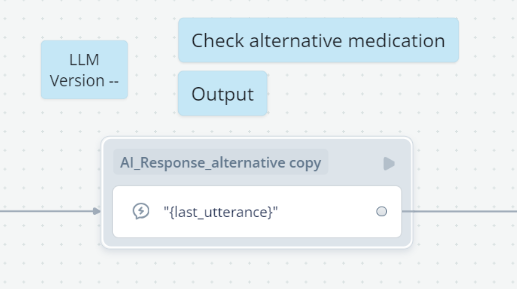 LLM
Version --
Check alternative medication
Output
AI_Response_alternative copy
"{last_utterance}"